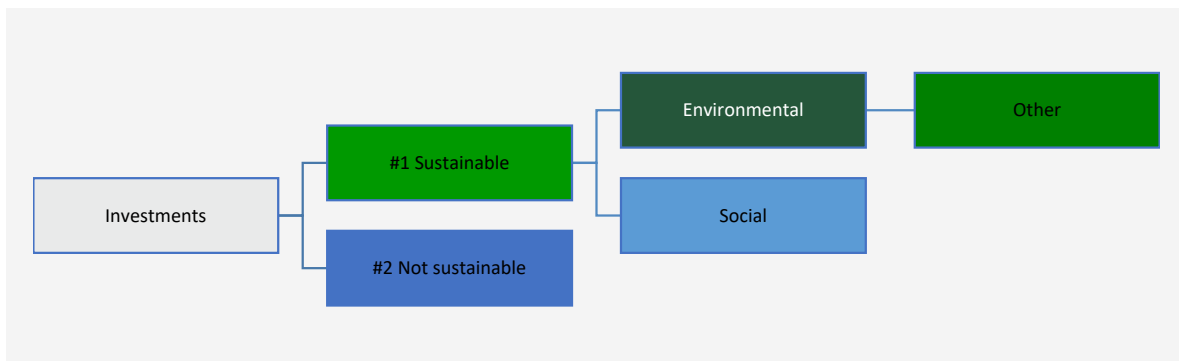 Environmental
Other
#1 Sustainable
Investments
Social
#2 Not sustainable